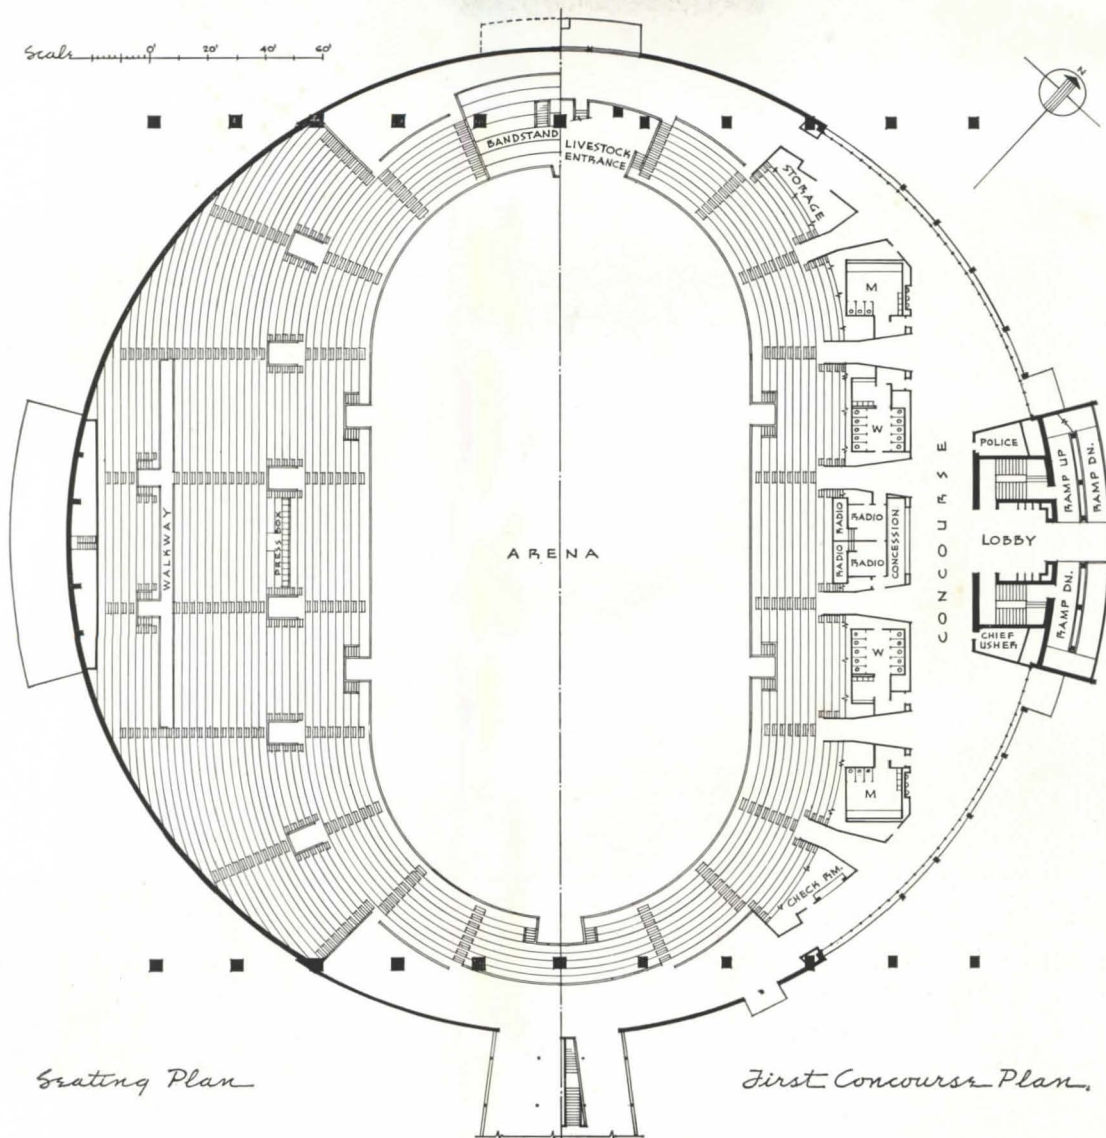 Scale
0' 20' 40' 60'
N
BANDSTAND
LIVESTOCK
ENTRANCE
STORAGE
M
W
POLICE
RAMP UP
RAMP DN.
CONCOURSE
RADIO
RADIO
RADIO
RADIO
CONCESSION
LOBBY
WALKWAY
PRESS BOX
ARENA
RAMP DN.
CHIEF
USHER
W
M
CHECK RM.
Seating Plan
First Concourse Plan.